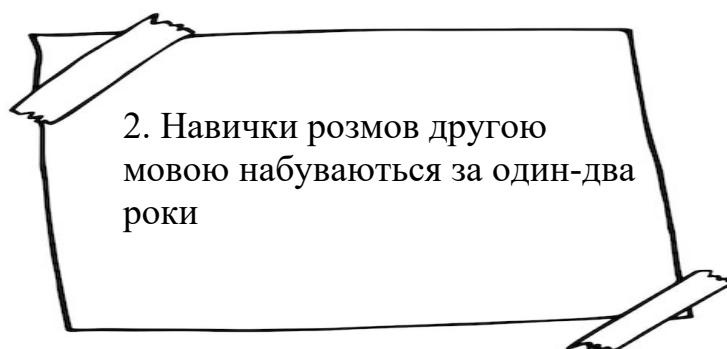 2. Навички розмов другою
мовою набуваються за один-два
роки